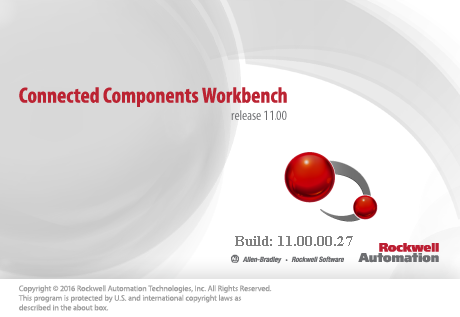 Connected Components Workbench
release 11.00
Build: 11.00.00.27
Allen-Bradley • Rockwell Software
Rockwell
Automation
Copyright © 2016 Rockwell Automation Technologies, Inc. All Rights Reserved.
This program is protected by U.S. and international copyright laws as
described in the about box.